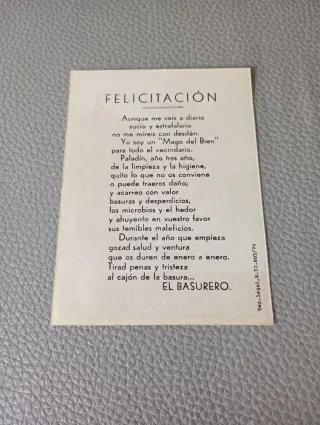 FELICITACIÓN
Aunque me veis a diario
sucio y estrafalario
no me mireis con desdén.
Yo soy un "Mago del Bien"
para todo el vecindario.
Paladín, año tras año,
de la limpieza y la higiene,
quito lo que no os conviene
o puede traeros daño;
y acarreo con valor
basuras y desperdicios,
los microbios y el hedor
y ahuyento en vuestro favor
sus temibles maleficios.
Durante el año que empieza
gozad salud y ventura
que os duren de enero a enero.
Tirad penas y tristeza
al cajón de la basura...
EL BASURERO.
Dep. Legal,